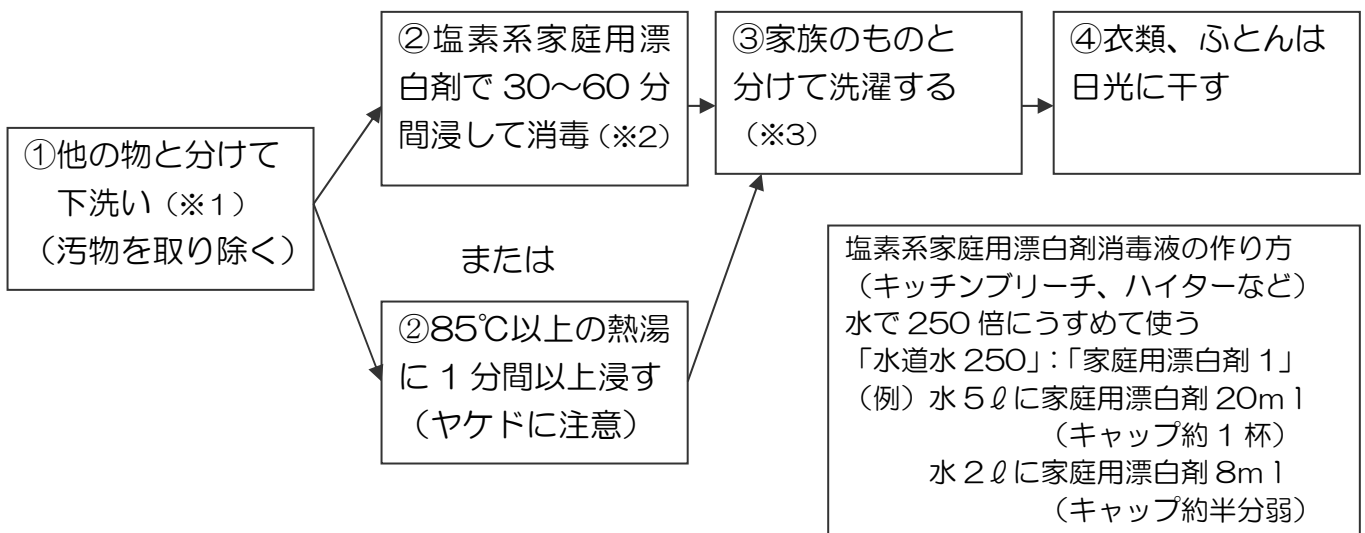 ①他の物と分けて
下洗い（※1）
（汚物を取り除く）
②塩素系家庭用漂
白剤で 30～60 分
間浸して消毒（※2）
または
②85℃以上の熱湯
に 1 分間以上浸す
（ヤケドに注意）
③家族のものと
分けて洗濯する
（※3）
④衣類、ふとんは
日光に干す
塩素系家庭用漂白剤消毒液の作り方
（キッチンブリーチ、ハイターなど）
水で 250 倍にうすめて使う
「水道水 250」：「家庭用漂白剤 1」
（例）水 5ℓに家庭用漂白剤 20ml
（キャップ約 1 杯）
水 2ℓに家庭用漂白剤 8ml
（キャップ約半分弱）